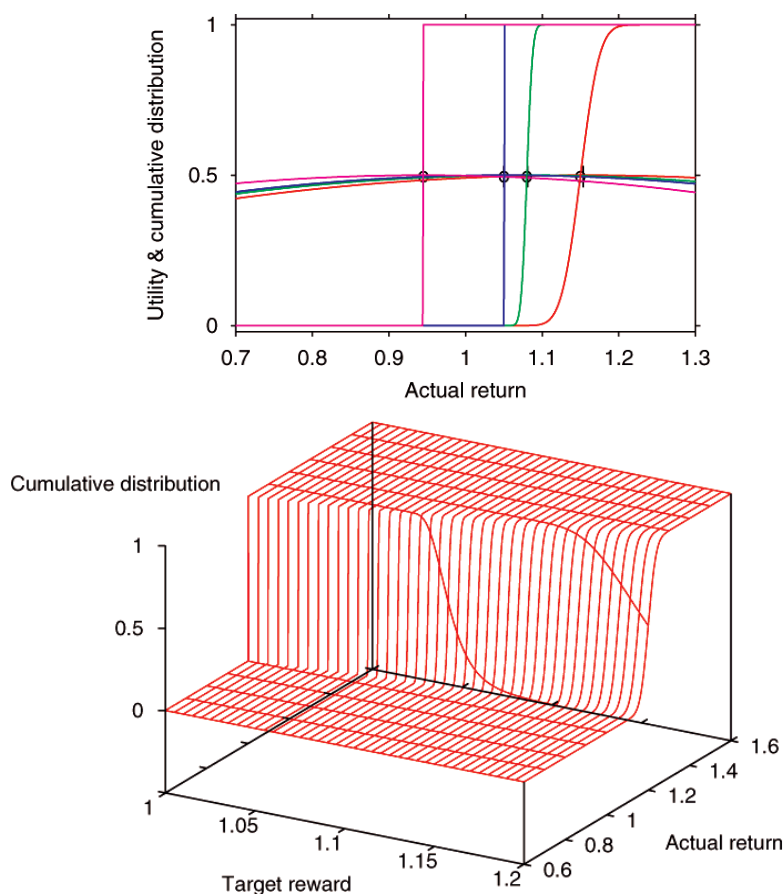 1
Utility & cumulative distribution
0.5
0
0.7 0.8 0.9 1 1.1 1.2 1.3
Actual return
Cumulative distribution
1
0.5
0
1.6
1.4
1.2
1
0.8
0.6
Actual return
1
1.05
1.1
1.15
1.2
Target reward